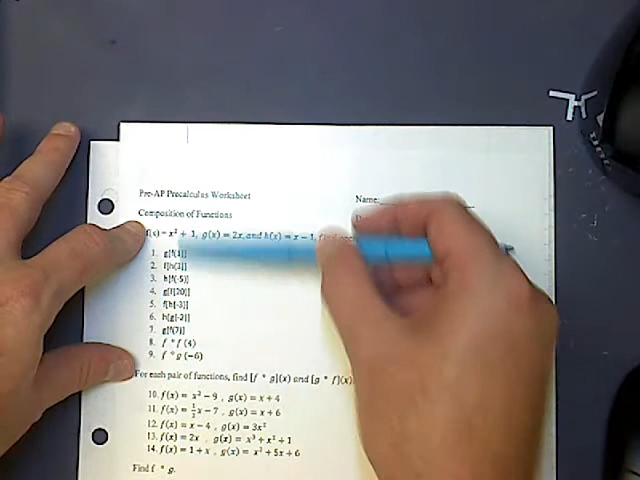 Pre-AP Precalculus Worksheet
Name:
Composition of Functions
f(x) = x² + 1, g(x) = 2x, and h(x) = x − 1,
1. g[f(1)]
2. f[h(3)]
3. h[f(-5)]
4. g[f(20)]
5. f[h(-3)]
6. h[g(-2)]
7. g[f(7)]
8. f ∘ f (4)
9. f ∘ g (−6)
For each pair of functions, find [f ∘ g](x) and [g ∘ f](x)
10. f(x) = x² − 9 , g(x) = x + 4
11. f(x) = ½x − 7 , g(x) = x + 6
12. f(x) = x − 4 , g(x) = 3x²
13. f(x) = 2x , g(x) = x³ + x² + 1
14. f(x) = 1 + x , g(x) = x² + 5x + 6
Find f ∘ g.